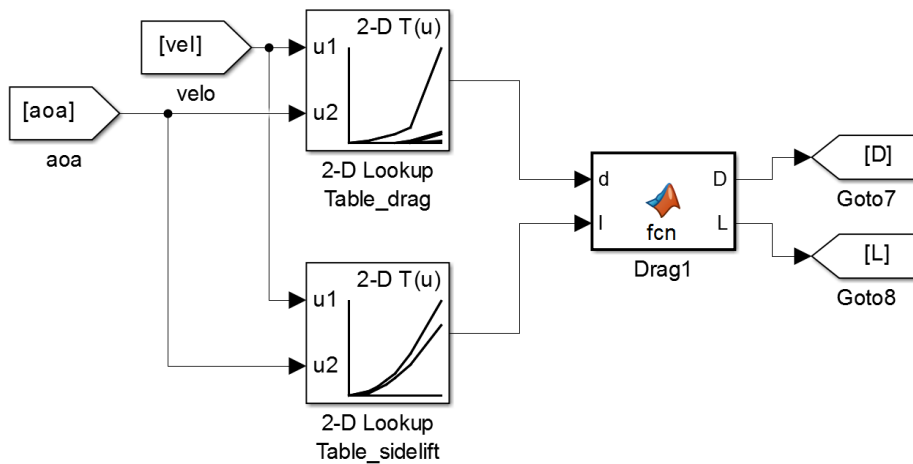 [vel]
velo
[aoa]
aoa
2-D T(u)
u1
u2
2-D Lookup
Table_drag
2-D T(u)
u1
u2
2-D Lookup
Table_sidelift
d
l
fcn
D
L
Drag1
[D]
Goto7
[L]
Goto8